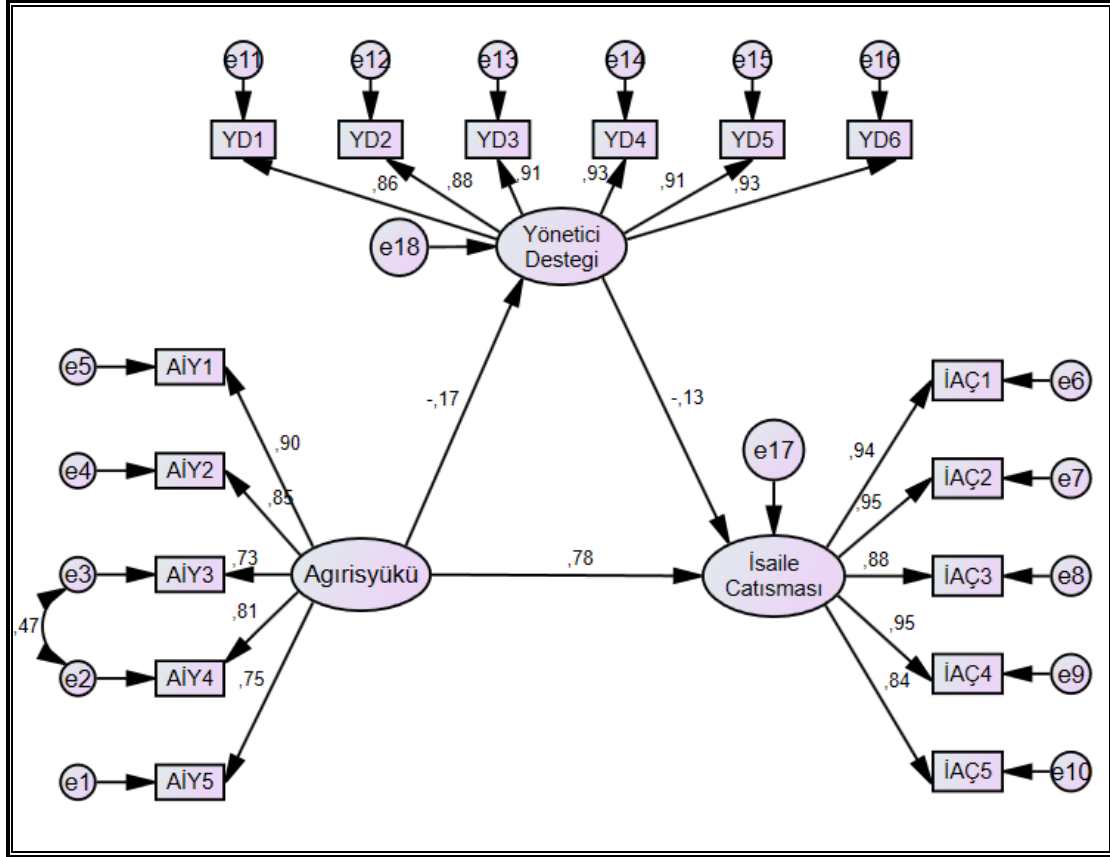 e11 e12 e13 e14 e15 e16
YD1 YD2 YD3 YD4 YD5 YD6
,86 ,88 ,91 ,93 ,91 ,93
e18
Yönetici
Destegi
-,17
-,13
e5 AİY1
,90
e4 AİY2
,85
e3 AİY3
,73
,47
,81
e2 AİY4
,75
e1 AİY5
Agırisyükü
,78
e17
İsaile
Catısması
,94
İAÇ1 e6
,95
İAÇ2 e7
,88
İAÇ3 e8
,95
İAÇ4 e9
,84
İAÇ5 e10